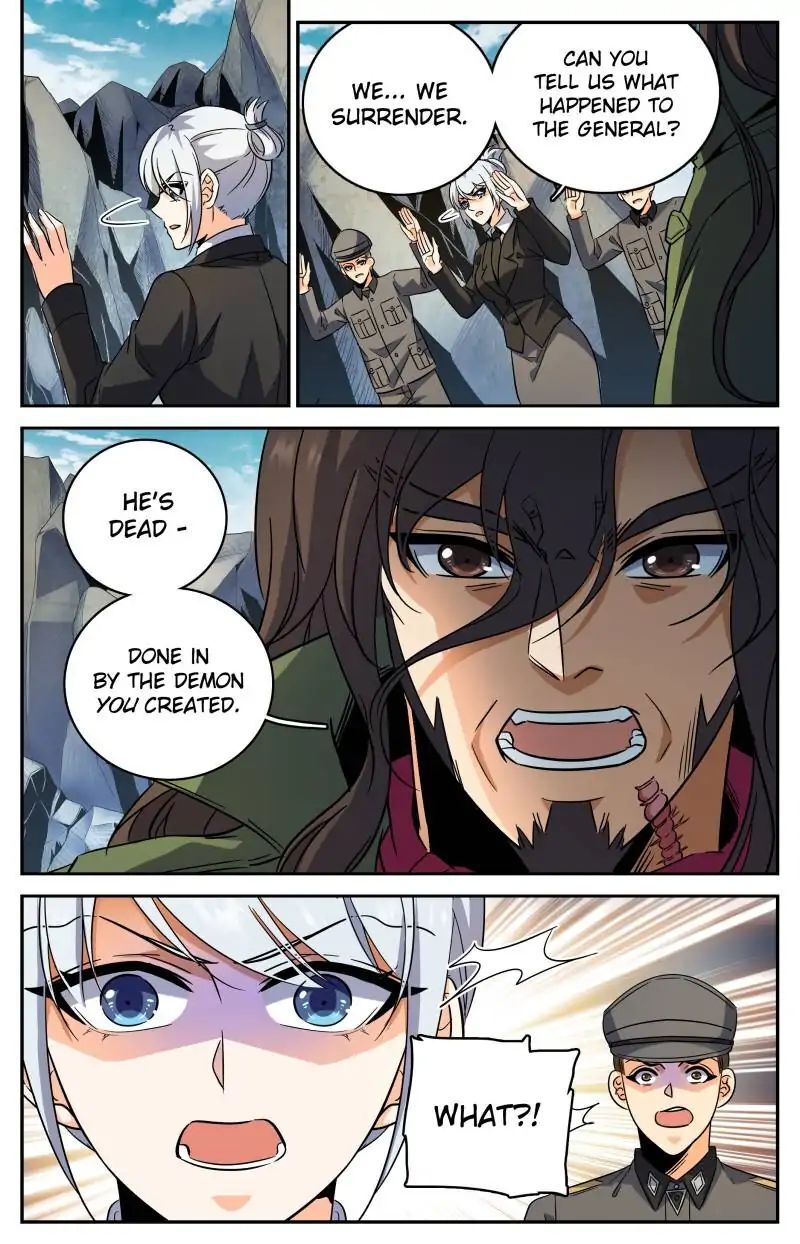 WE... WE
SURRENDER.
CAN YOU
TELL US WHAT
HAPPENED TO
THE GENERAL?
HE'S
DEAD -
DONE IN
BY THE DEMON
YOU CREATED.
WHAT?!